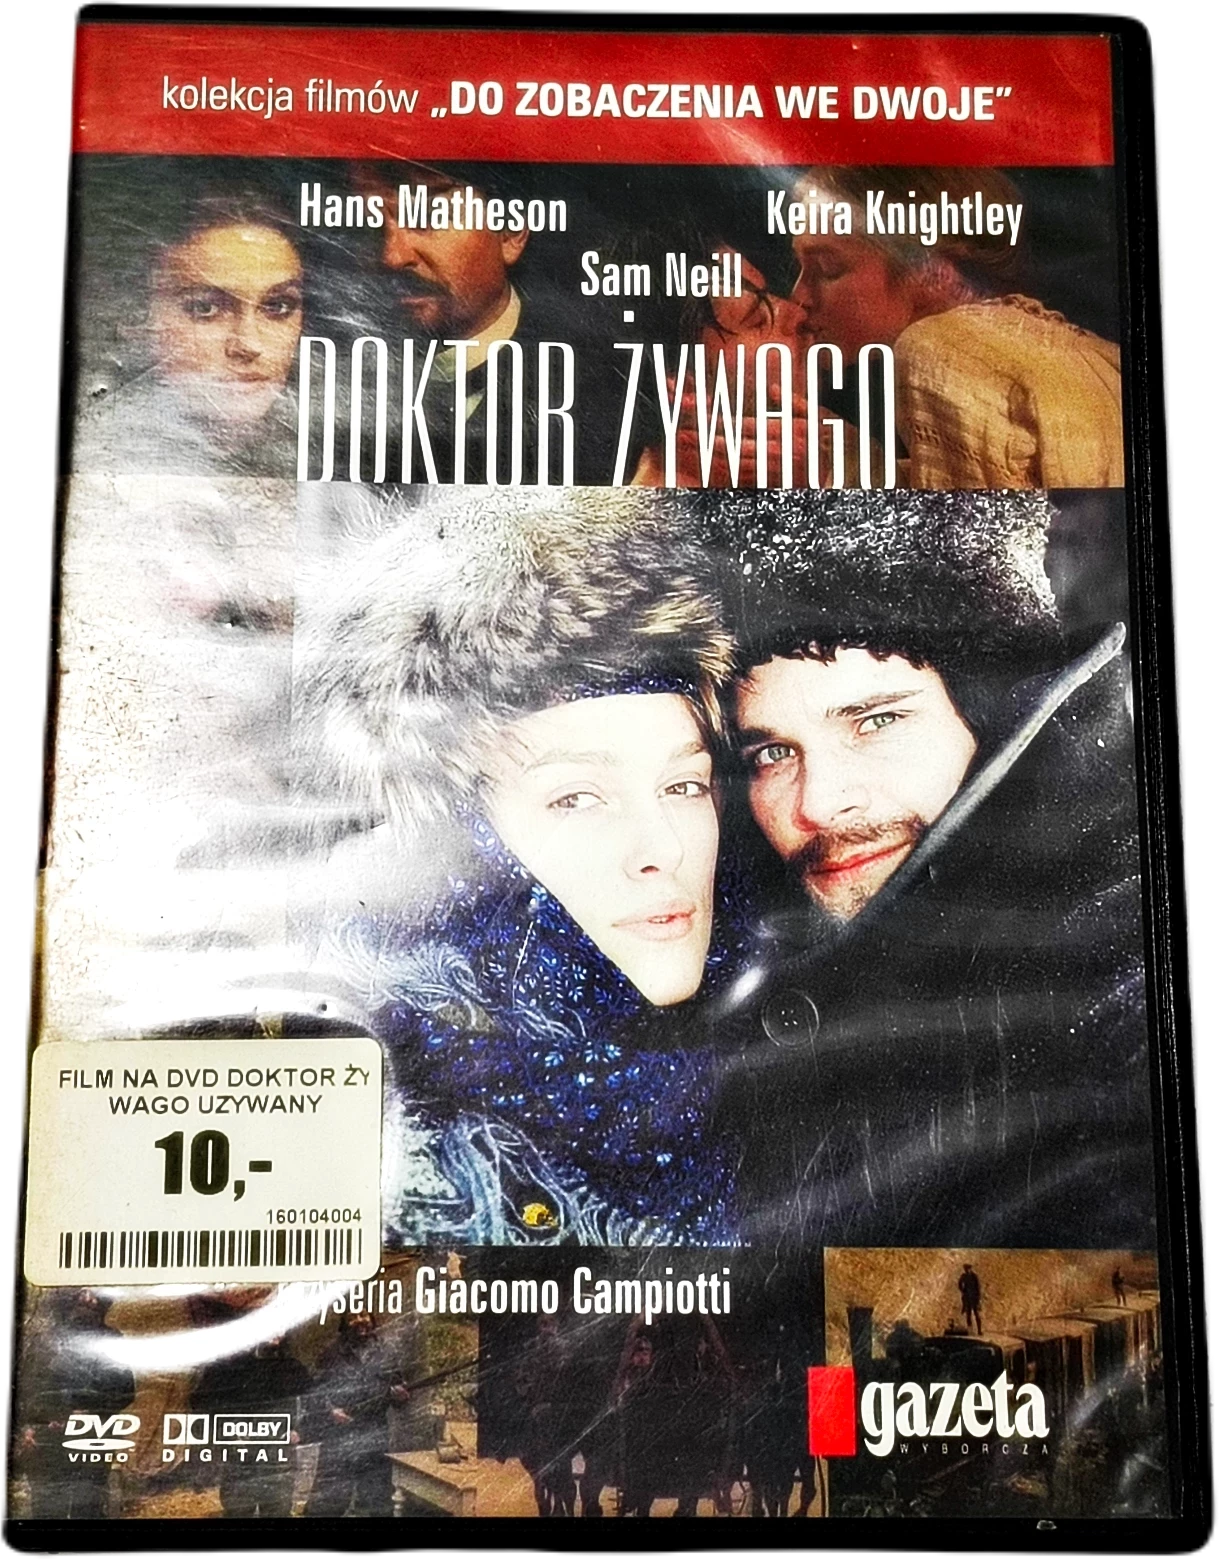 kolekcja filmów „DO ZOBACZENIA WE DWOJE”
Hans Matheson
Keira Knightley
Sam Neill
DOKTOR ŻYWAGO
FILM NA DVD DOKTOR ŻY
WAGO UZYWANY
10,-
160104004
Giacomo Campiotti
gazeta
WYBORCZA
DVD
VIDEO
DOLBY
DIGITAL